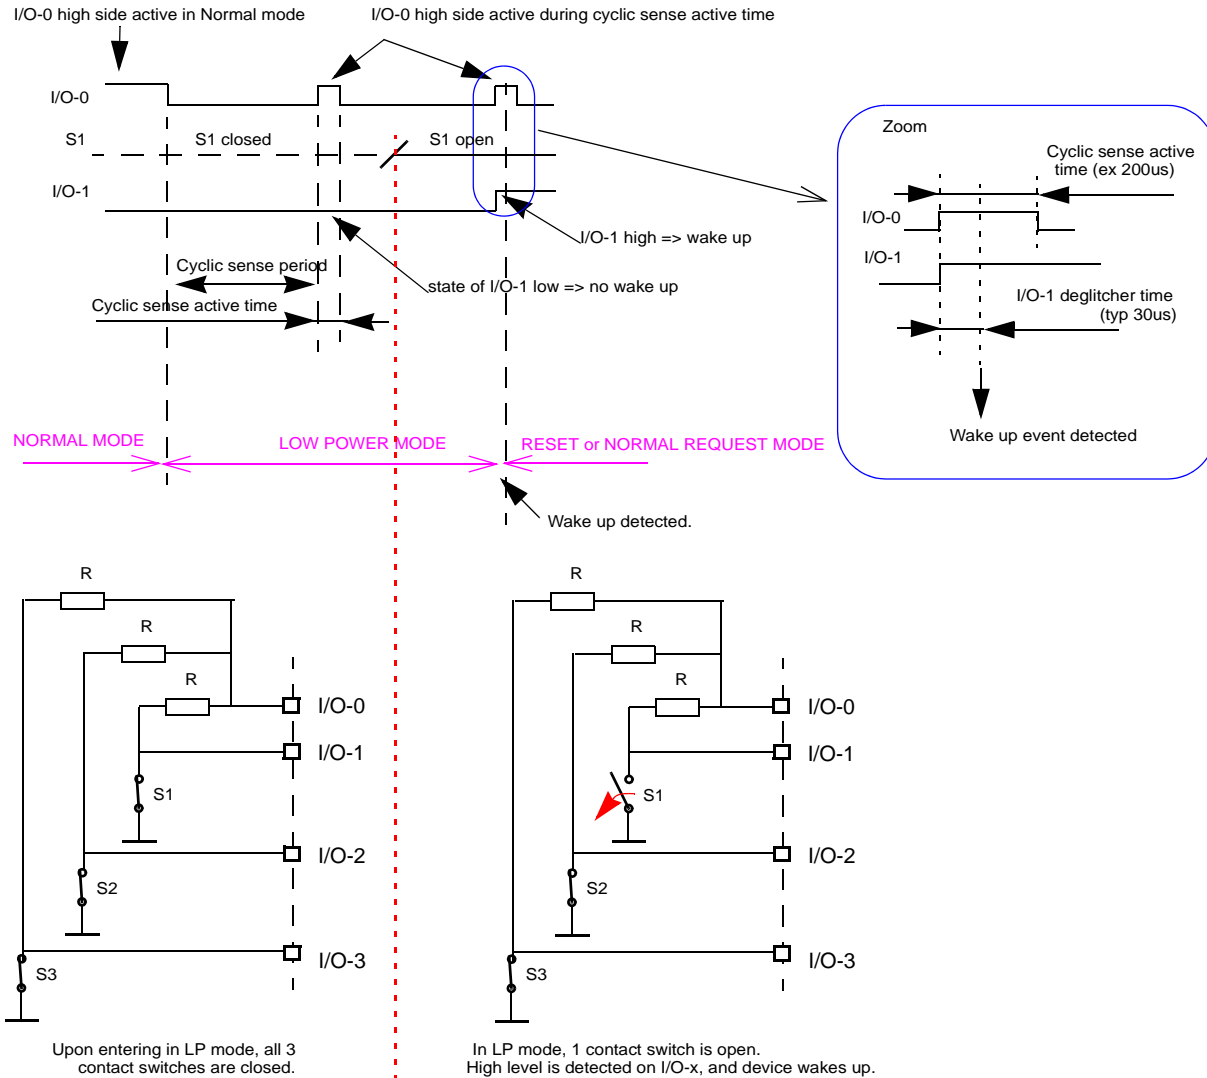 I/O-0 high side active in Normal mode
I/O-0 high side active during cyclic sense active time
I/O-0
S1
S1 closed
S1 open
I/O-1
I/O-1 high => wake up
Cyclic sense period
state of I/O-1 low => no wake up
Cyclic sense active time
Zoom
Cyclic sense active
time (ex 200us)
I/O-0
I/O-1
I/O-1 deglitcher time
(typ 30us)
Wake up event detected
NORMAL MODE
LOW POWER MODE
RESET or NORMAL REQUEST MODE
Wake up detected.
R
R
R
I/O-0
I/O-1
S1
I/O-2
S2
I/O-3
S3
Upon entering in LP mode, all 3
contact switches are closed.
R
R
R
I/O-0
I/O-1
S1
I/O-2
S2
I/O-3
S3
In LP mode, 1 contact switch is open.
High level is detected on I/O-x, and device wakes up.